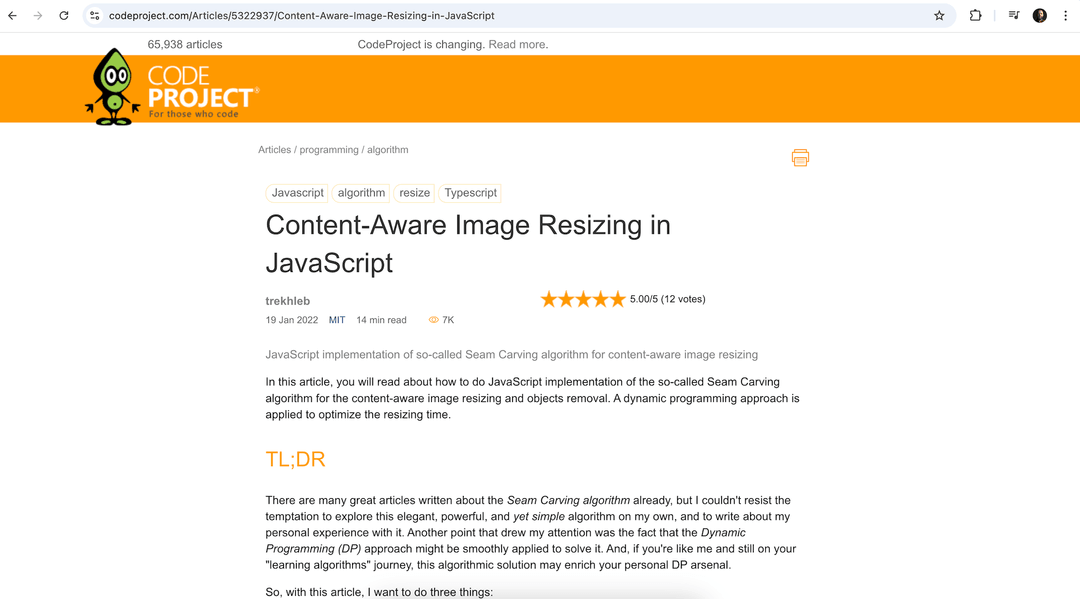 codeproject.com/Articles/5322937/Content-Aware-Image-Resizing-in-JavaScript
65,938 articles
CodeProject is changing. Read more.
CODE
PROJECT®
For those who code
Articles / programming / algorithm
Javascript algorithm resize Typescript
Content-Aware Image Resizing in
JavaScript
trekhleb
5.00/5 (12 votes)
19 Jan 2022 MIT 14 min read 7K
JavaScript implementation of so-called Seam Carving algorithm for content-aware image resizing
In this article, you will read about how to do JavaScript implementation of the so-called Seam Carving
algorithm for the content-aware image resizing and objects removal. A dynamic programming approach is
applied to optimize the resizing time.
TL;DR
There are many great articles written about the Seam Carving algorithm already, but I couldn't resist the
temptation to explore this elegant, powerful, and yet simple algorithm on my own, and to write about my
personal experience with it. Another point that drew my attention was the fact that the Dynamic
Programming (DP) approach might be smoothly applied to solve it. And, if you're like me and still on your
"learning algorithms" journey, this algorithmic solution may enrich your personal DP arsenal.
So, with this article, I want to do three things: